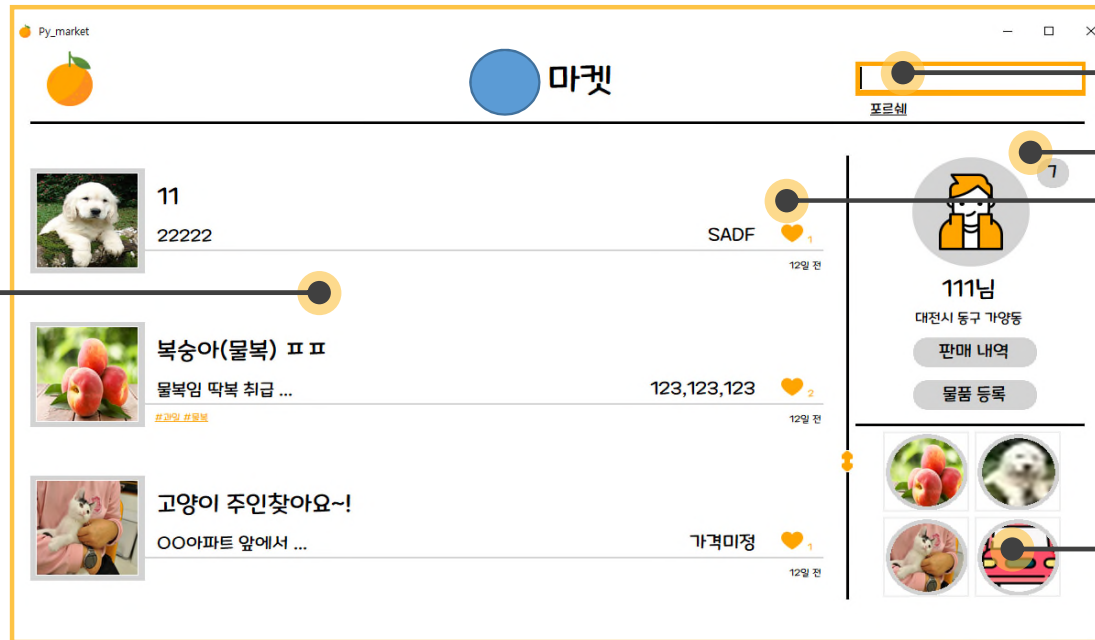 Py_market
마켓
포르쉐
11
22222
SADF
1
12일 전
복숭아(물복) ㅍㅍ
물복임 딱복 취급 ...
123,123,123
2
#과일 #물복
12일 전
고양이 주인찾아요~!
OO아파트 앞에서 ...
가격미정
1
12일 전
7
111님
대전시 동구 가양동
판매 내역
물품 등록